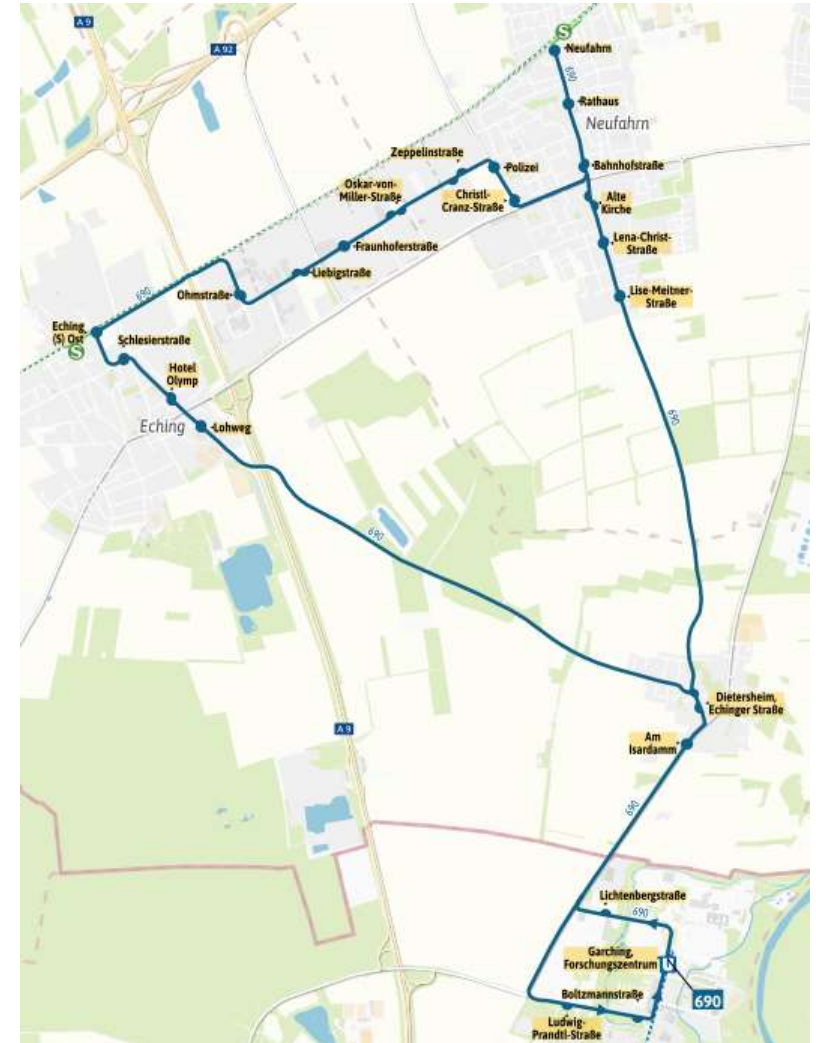 A 9
A 92
S
Neufahrn
690
Rathaus
Neufahrn
Zeppelinstraße
Polizei
Bahnhofstraße
Oskar-von-
Miller-Straße
Christl-
Cranz-Straße
Alte
Kirche
Fraunhoferstraße
Lena-Christ-
Straße
Liebigstraße
690
Ohmstraße
Lise-Meitner-
Straße
Eching
(S) Ost
S
Schlesierstraße
Hotel
Olymp
Eching
Lohweg
690
690
Dietersheim,
Echinger Straße
Am
Isardamm
A 9
690
Lichtenbergstraße
690
Garching,
Forschungszentrum
U
690
Boltzmannstraße
Ludwig-
Prandtl-Straße